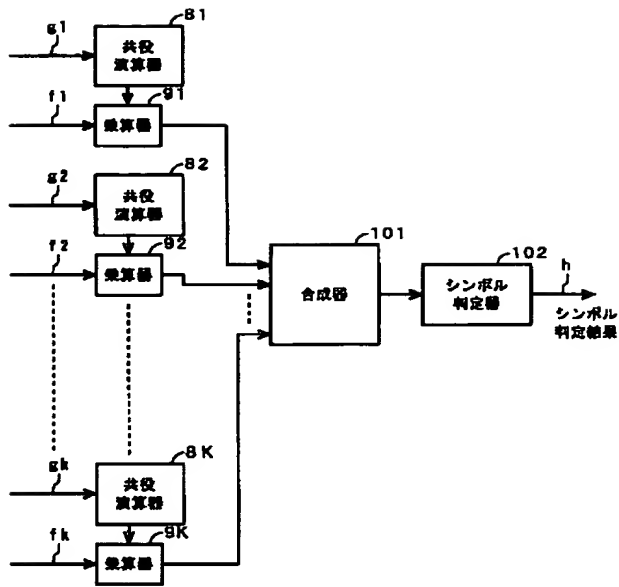 81
g1
共役
演算器
91
f1
乗算器
82
g2
共役
演算器
92
f2
乗算器
101
合成器
102
シンボル
判定器
h
シンボル
判定結果
8K
gk
共役
演算器
9K
fk
乗算器